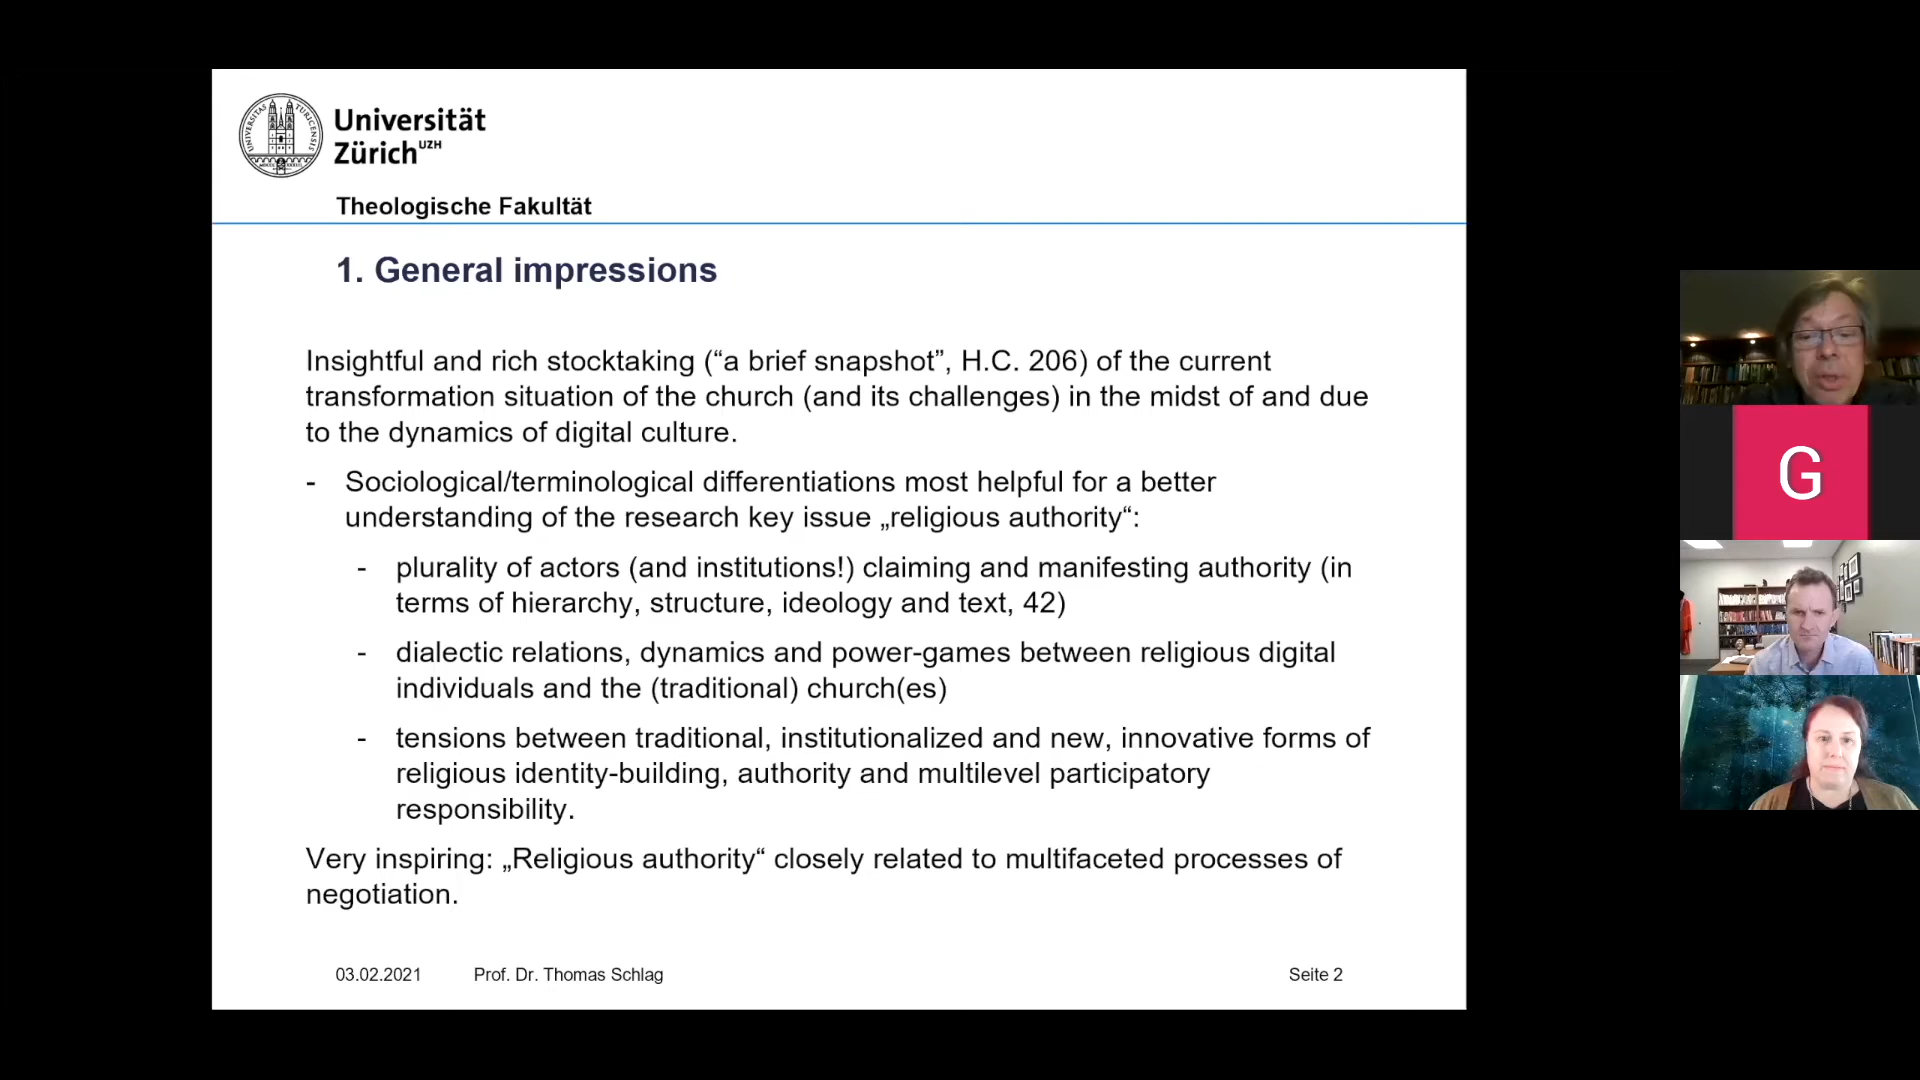 Universität
Zürich UZH
Theologische Fakultät
1. General impressions
Insightful and rich stocktaking (“a brief snapshot”, H.C. 206) of the current
transformation situation of the church (and its challenges) in the midst of and due
to the dynamics of digital culture.
- Sociological/terminological differentiations most helpful for a better
understanding of the research key issue „religious authority“:
- plurality of actors (and institutions!) claiming and manifesting authority (in
terms of hierarchy, structure, ideology and text, 42)
- dialectic relations, dynamics and power-games between religious digital
individuals and the (traditional) church(es)
- tensions between traditional, institutionalized and new, innovative forms of
religious identity-building, authority and multilevel participatory
responsibility.
Very inspiring: „Religious authority“ closely related to multifaceted processes of
negotiation.
03.02.2021 Prof. Dr. Thomas Schlag Seite 2
G